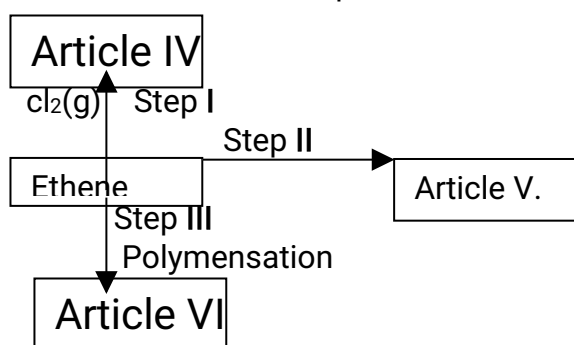 Article IV
cl₂(g) Step I
Step II
Ethene
Article V.
Step III
Polymensation
Article VI